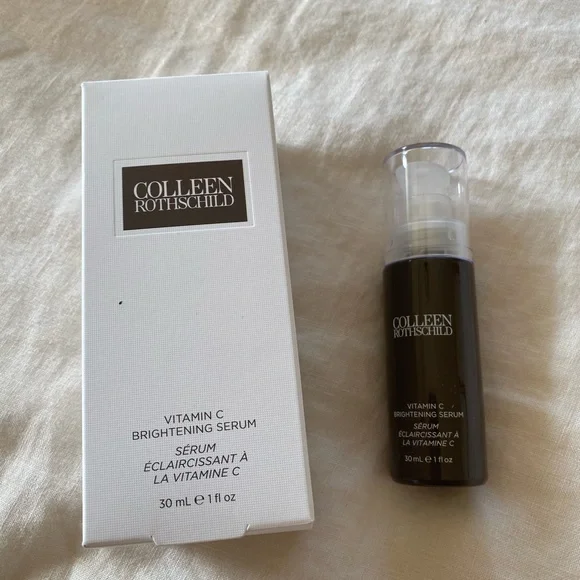 COLLEEN
ROTHSCHILD
VITAMIN C
BRIGHTENING SERUM
SÉRUM
ÉCLAIRCISSANT À
LA VITAMINE C
30 mL ℮ 1 fl oz
COLLEEN
ROTHSCHILD
VITAMIN C
BRIGHTENING SERUM
SÉRUM
ÉCLAIRCISSANT À
LA VITAMINE C
30 mL ℮ 1 fl oz